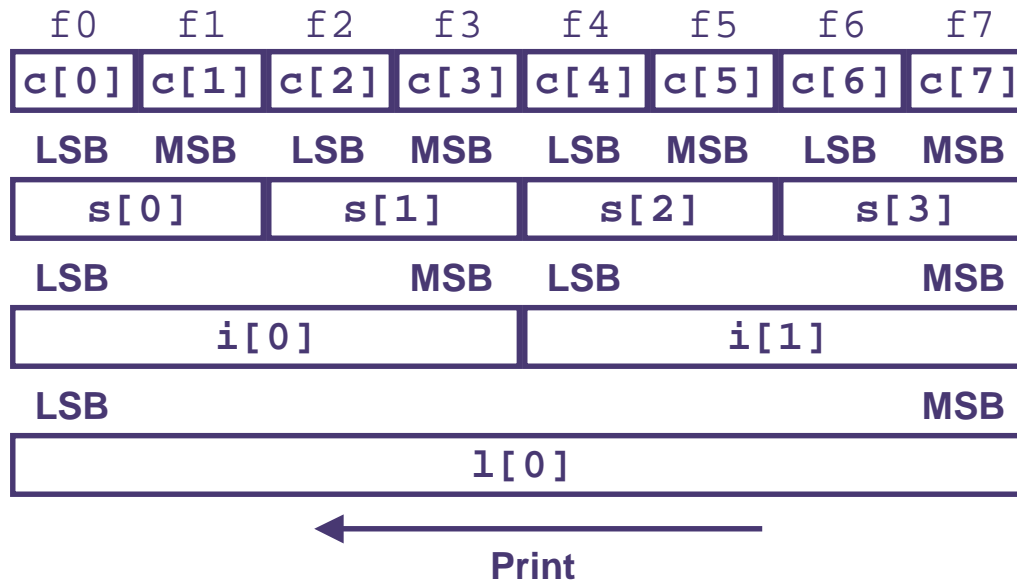 f0 f1 f2 f3 f4 f5 f6 f7
c[0] c[1] c[2] c[3] c[4] c[5] c[6] c[7]
LSB MSB LSB MSB LSB MSB LSB MSB
s[0] s[1] s[2] s[3]
LSB MSB LSB MSB
i[0] i[1]
LSB MSB
l[0]
Print